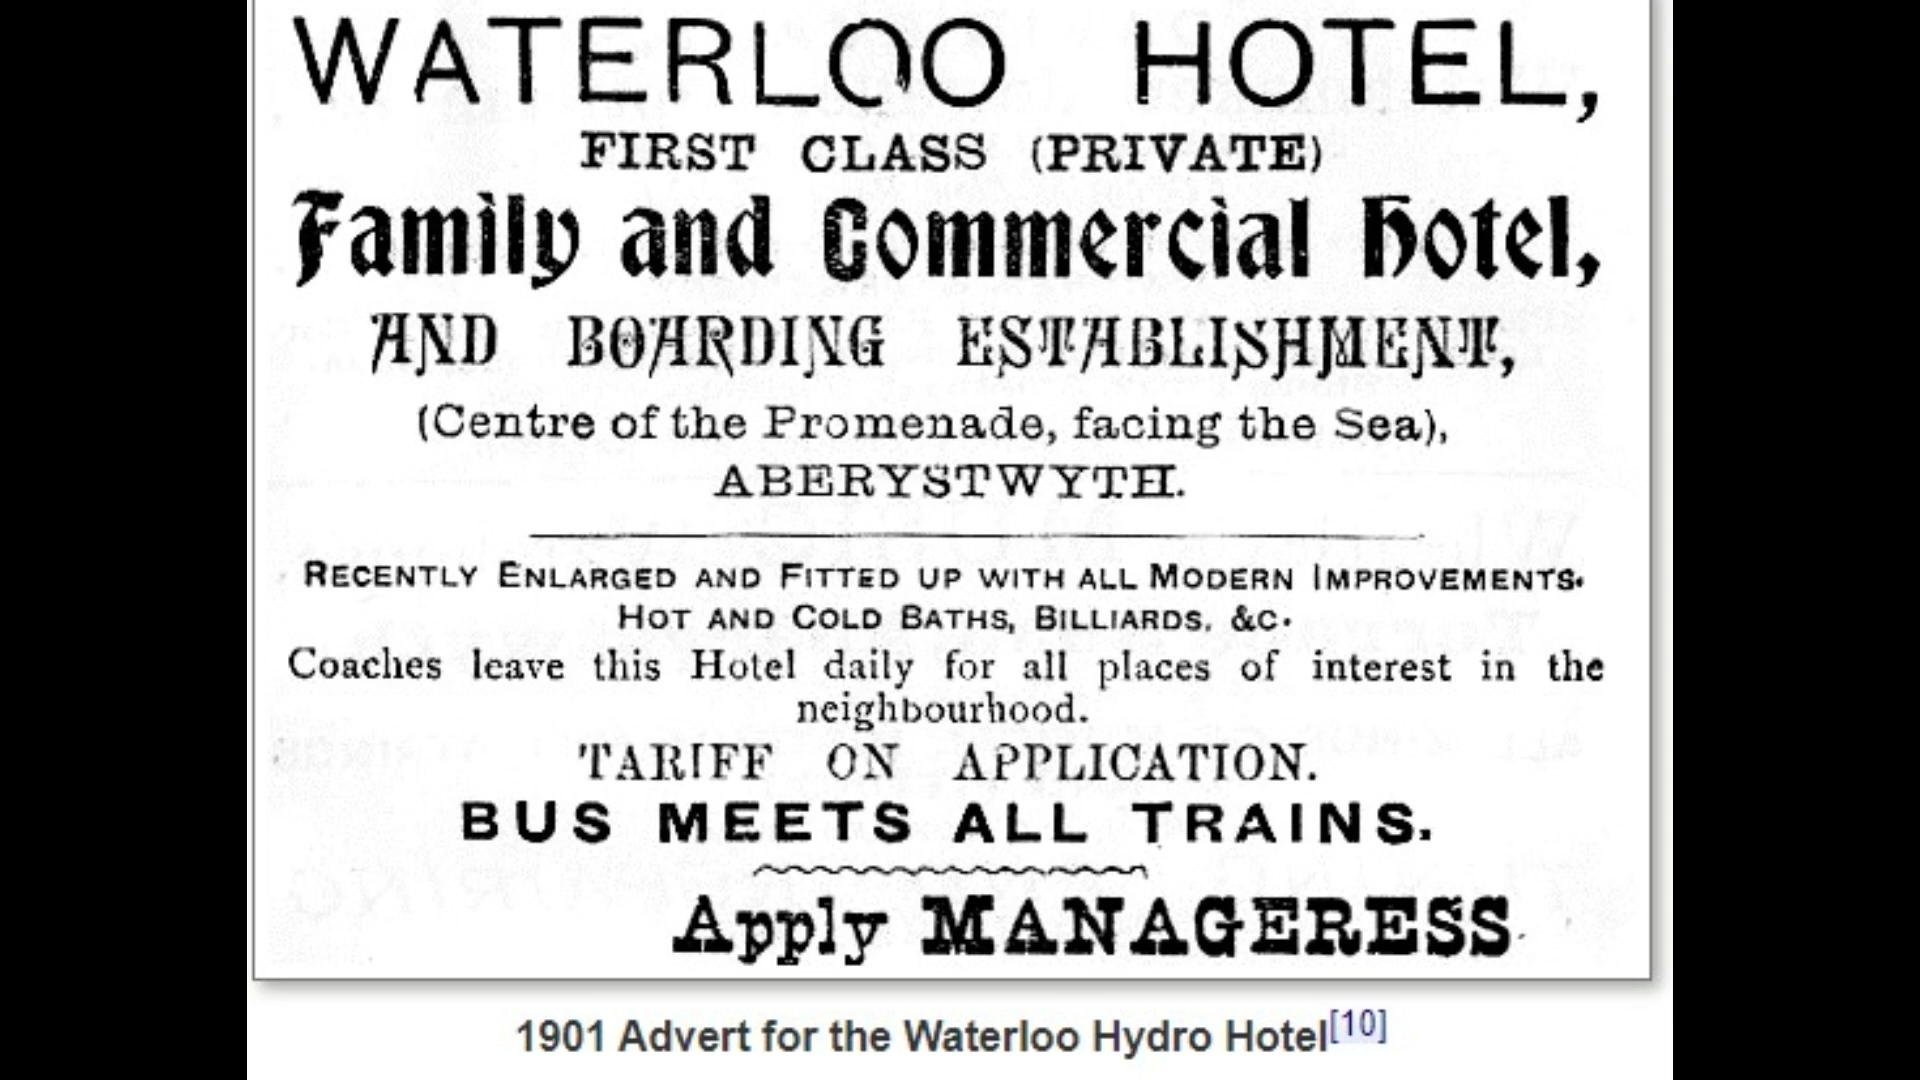 WATERLOO HOTEL,
FIRST CLASS (PRIVATE)
Family and Commercial Hotel,
AND BOARDING ESTABLISHMENT,
(Centre of the Promenade, facing the Sea),
ABERYSTWYTH.
RECENTLY ENLARGED AND FITTED UP WITH ALL MODERN IMPROVEMENTS.
HOT AND COLD BATHS, BILLIARDS, &C.
Coaches leave this Hotel daily for all places of interest in the
neighbourhood.
TARIFF ON APPLICATION.
BUS MEETS ALL TRAINS.
Apply MANAGERESS
1901 Advert for the Waterloo Hydro Hotel[10]